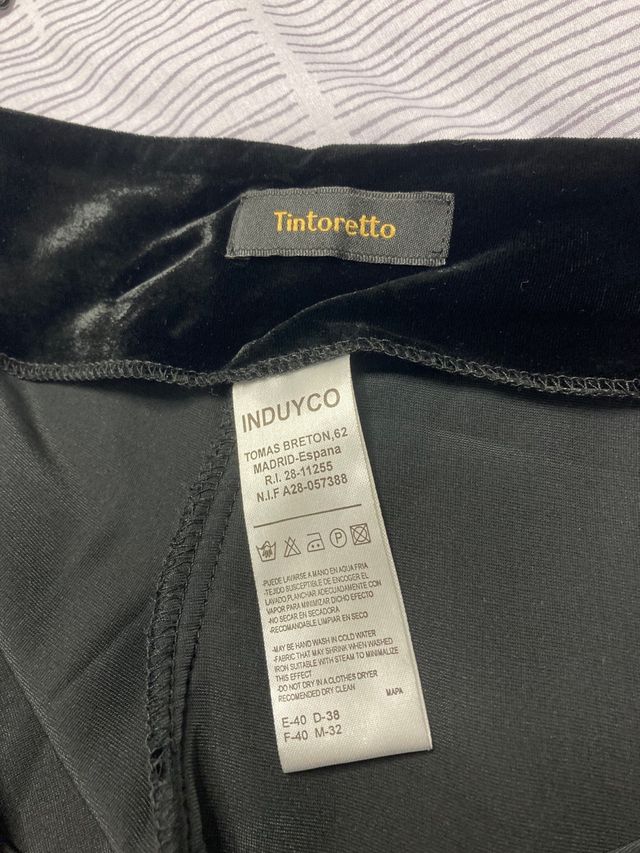 Tintoretto
INDUYCO
TOMAS BRETON,62
MADRID-Espana
R.I. 28-11255
N.I.F A28-057388
-PUEDE LAVARSE A MANO EN AGUA FRIA
-TEJIDO SUSCEPTIBLE DE ENCOGER EL
LAVADO,PLANCHAR ADECUADAMENTE CON
VAPOR PARA MINIMIZAR DICHO EFECTO
-NO SECAR EN SECADORA
-RECOMANDABLE LIMPIAR EN SECO
-MAY BE HAND WASH IN COLD WATER
-FABRIC THAT MAY SHRINK WHEN WASHED
IRON SUITABLE WITH STEAM TO MINIMALIZE
THIS EFFECT
-DO NOT DRY IN A CLOTHES DRYER
RECOMENDED DRY CLEAN
MAPA
E-40 D-38
F-40 M-32